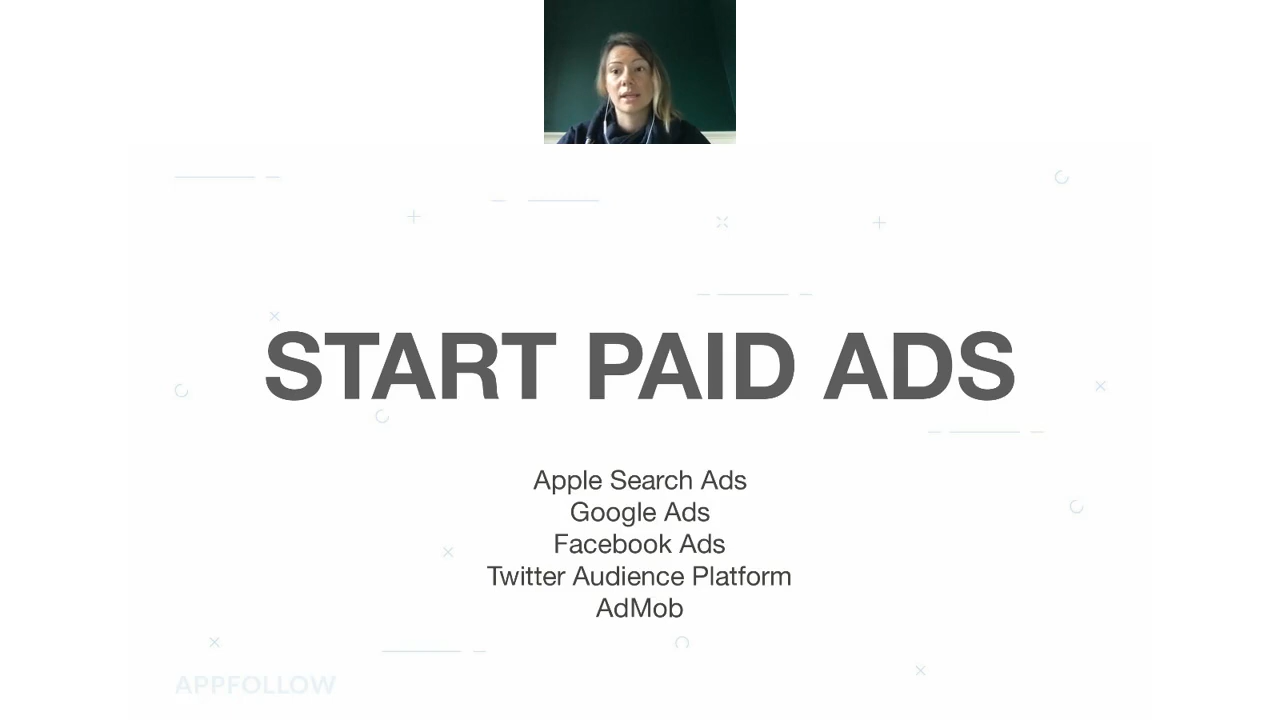 START PAID ADS
Apple Search Ads
Google Ads
Facebook Ads
Twitter Audience Platform
AdMob
APPFOLLOW